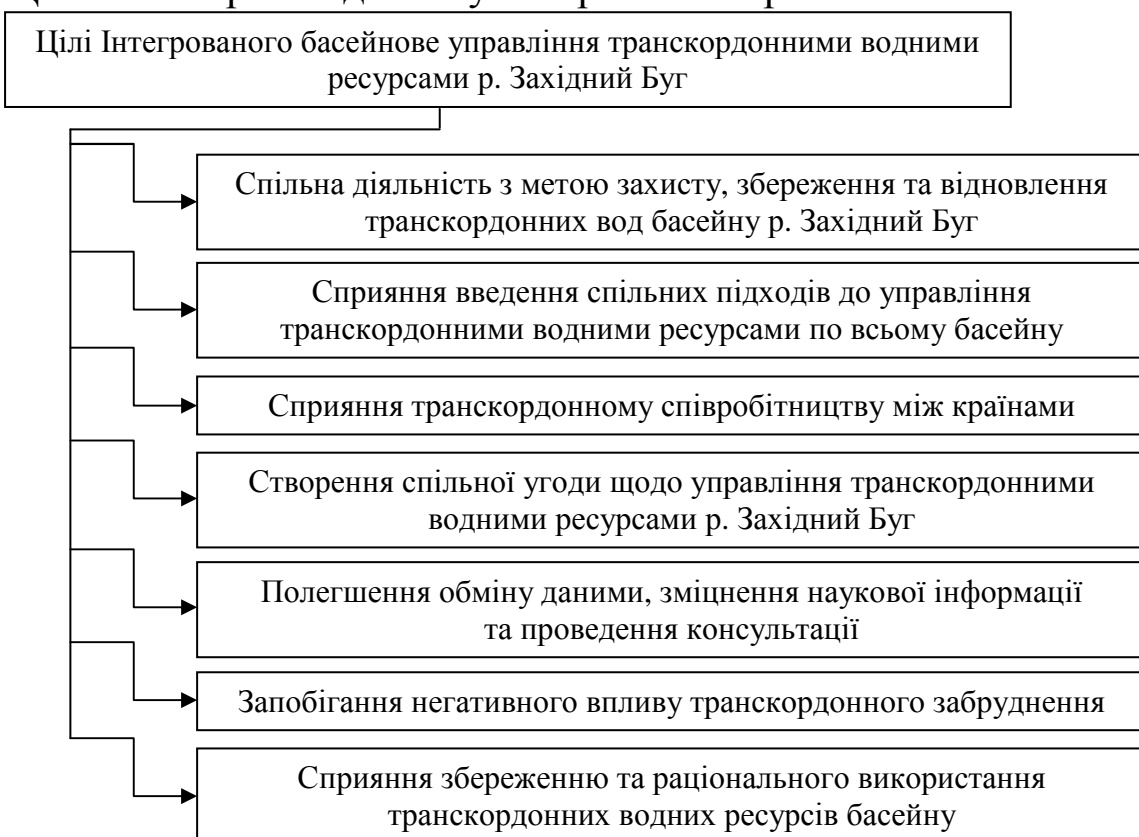 Цілі Інтегрованого басейнове управління транскордонними водними
ресурсами р. Західний Буг
Спільна діяльність з метою захисту, збереження та відновлення
транскордонних вод басейну р. Західний Буг
Сприяння введення спільних підходів до управління
транскордонними водними ресурсами по всьому басейну
Сприяння транскордонному співробітництву між країнами
Створення спільної угоди щодо управління транскордонними
водними ресурсами р. Західний Буг
Полегшення обміну даними, зміцнення наукової інформації
та проведення консультації
Запобігання негативного впливу транскордонного забруднення
Сприяння збереженню та раціонального використання
транскордонних водних ресурсів басейну